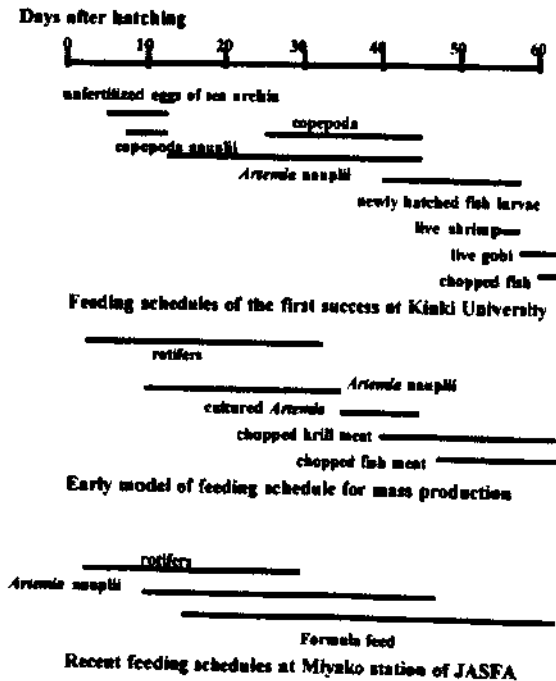 Days after hatching
0 10 20 30 40 50 60
unfertilized eggs of sea urchin
copepoda
copepoda nauplii
Artemia nauplii
newly hatched fish larvae
live shrimp
live gobi
chopped fish
Feeding schedules of the first success at Kinki University
rotifers
Artemia nauplii
cultured Artemia
chopped krill meat
chopped fish meat
Early model of feeding schedule for mass production
rotifers
Artemia nauplii
Formula feed
Recent feeding schedules at Miyako station of JASFA